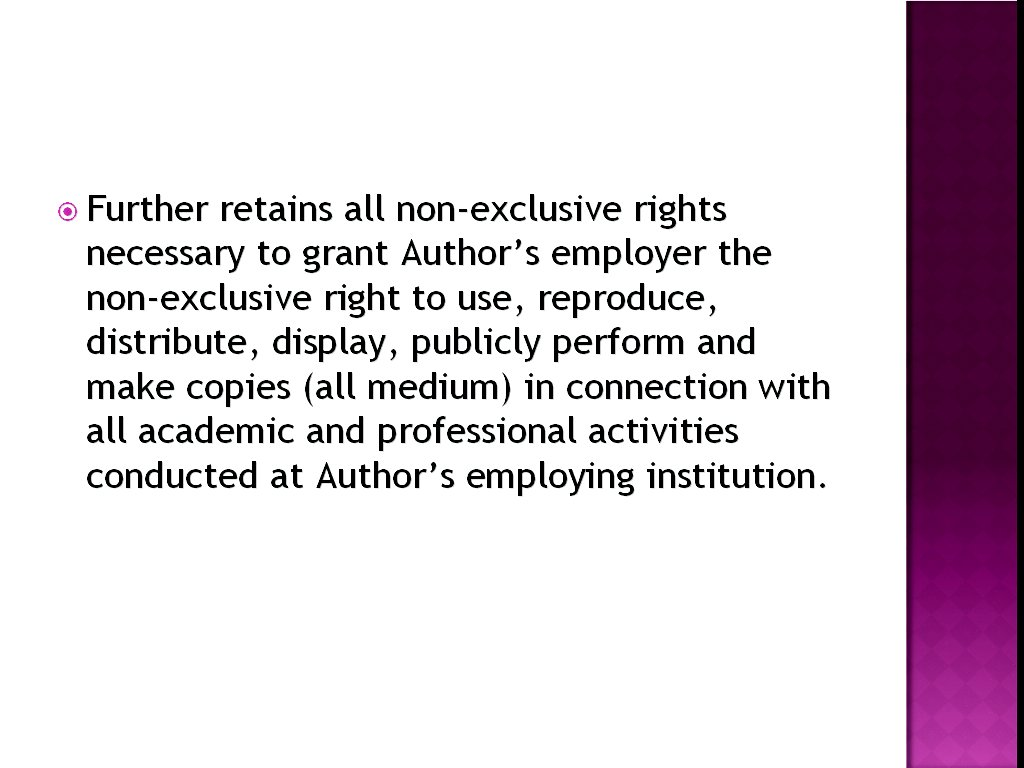 Further retains all non-exclusive rights
necessary to grant Author’s employer the
non-exclusive right to use, reproduce,
distribute, display, publicly perform and
make copies (all medium) in connection with
all academic and professional activities
conducted at Author’s employing institution.